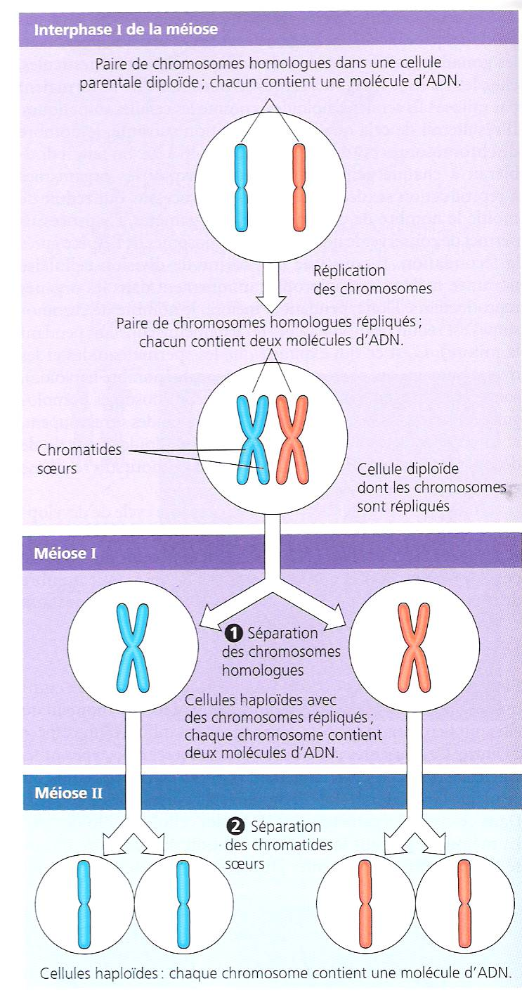 Interphase I de la méiose
Paire de chromosomes homologues dans une cellule
parentale diploïde ; chacun contient une molécule d'ADN.
Réplication
des chromosomes
Paire de chromosomes homologues répliqués ;
chacun contient deux molécules d'ADN.
Chromatides
sœurs
Cellule diploïde
dont les chromosomes
sont répliqués
Méiose I
1 Séparation
des chromosomes
homologues
Cellules haploïdes avec
des chromosomes répliqués ;
chaque chromosome contient
deux molécules d'ADN.
Méiose II
2 Séparation
des chromatides
sœurs
Cellules haploïdes : chaque chromosome contient une molécule d'ADN.